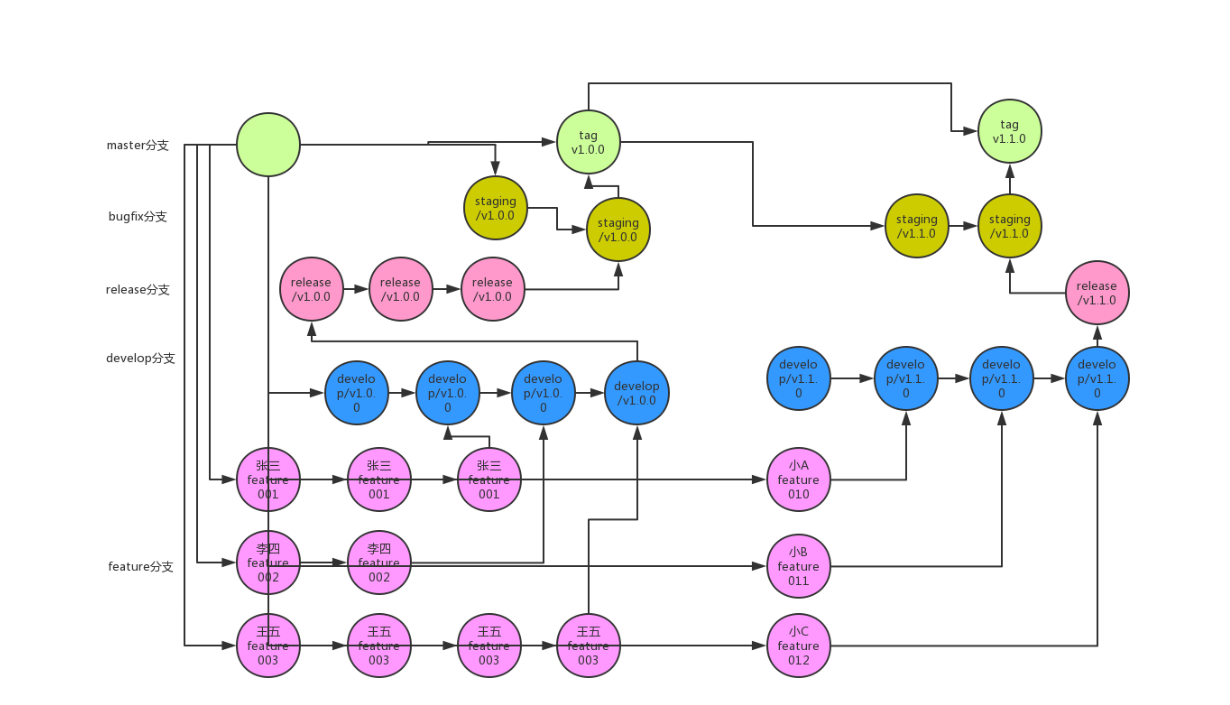 master分支
tag
v1.0.0
tag
v1.1.0
bugfix分支
staging
/v1.0.0
staging
/v1.0.0
staging
/v1.1.0
staging
/v1.1.0
release分支
release
/v1.0.0
release
/v1.0.0
release
/v1.0.0
release
/v1.1.0
develop分支
develo
p/v1.0.
0
develo
p/v1.0.
0
develo
p/v1.0.
0
develop
/v1.0.0
develo
p/v1.1.
0
develo
p/v1.1.
0
develo
p/v1.1.
0
develo
p/v1.1.
0
张三
feature
001
张三
feature
001
张三
feature
001
小A
feature
010
feature分支
李四
feature
002
李四
feature
002
小B
feature
011
王五
feature
003
王五
feature
003
王五
feature
003
王五
feature
003
小C
feature
012